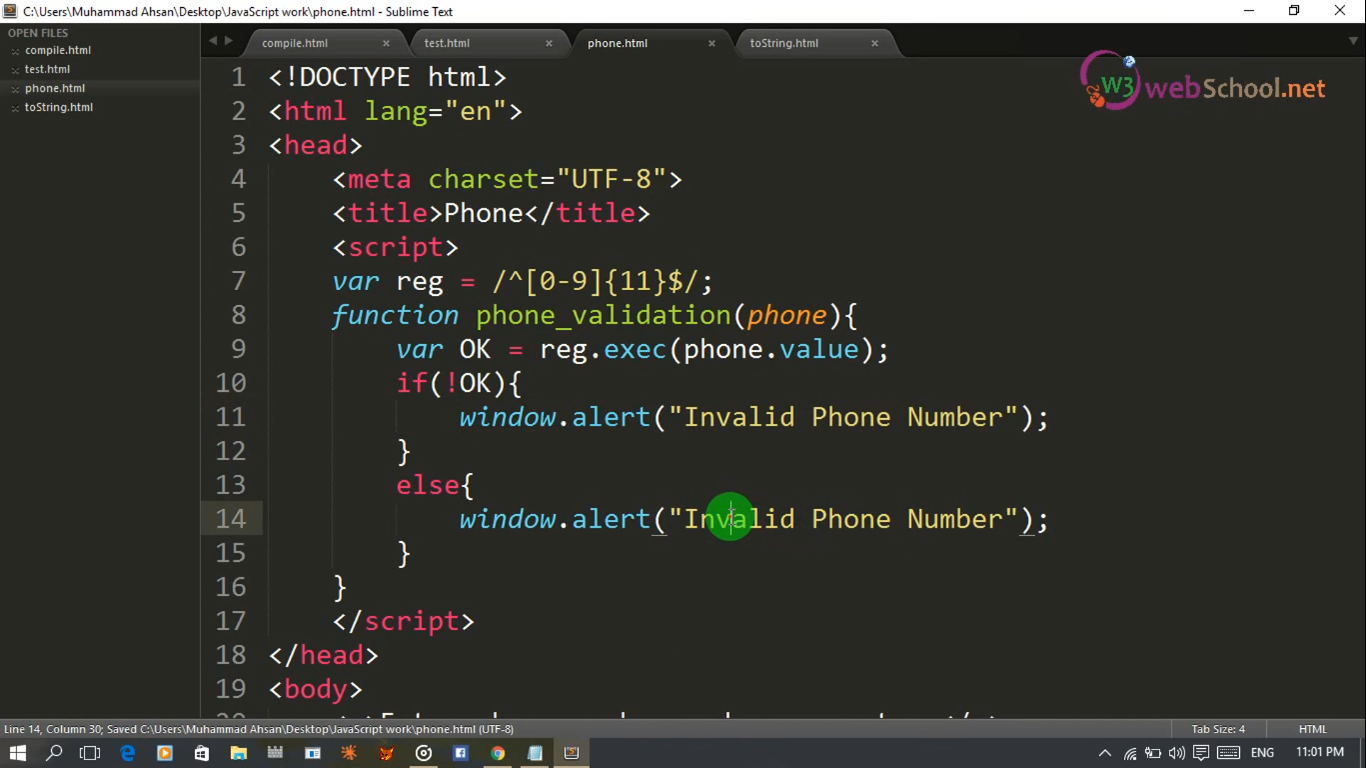 C:\Users\Muhammad Ahsan\Desktop\JavaScript work\phone.html - Sublime Text
OPEN FILES
compile.html
test.html
phone.html
toString.html
compile.html
test.html
phone.html
toString.html
W3 webSchool.net
1 <!DOCTYPE html>
2 <html lang="en">
3 <head>
4 <meta charset="UTF-8">
5 <title>Phone</title>
6 <script>
7 var reg = /^[0-9]{11}$/;
8 function phone_validation(phone){
9 var OK = reg.exec(phone.value);
10 if(!OK){
11 window.alert("Invalid Phone Number");
12 }
13 else{
14 window.alert("Invalid Phone Number");
15 }
16 }
17 </script>
18 </head>
19 <body>
Line 14, Column 30; Saved C:\Users\Muhammad Ahsan\Desktop\JavaScript work\phone.html (UTF-8)
Tab Size: 4
HTML
ENG
11:01 PM